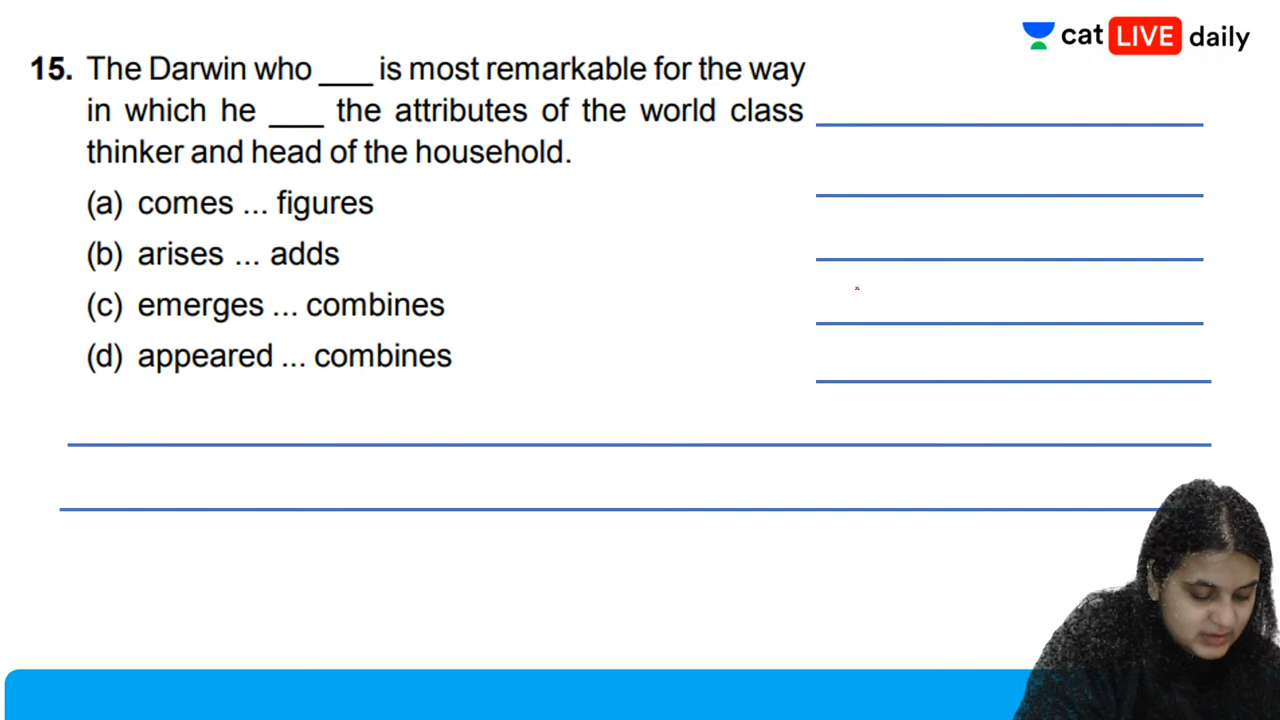 cat LIVE daily
15. The Darwin who ___ is most remarkable for the way
in which he ___ the attributes of the world class
thinker and head of the household.
(a) comes ... figures
(b) arises ... adds
(c) emerges ... combines
(d) appeared ... combines